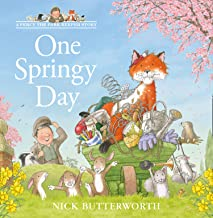 A PERCY THE PARK KEEPER STORY
One
Springy
Day
NICK BUTTERWORTH